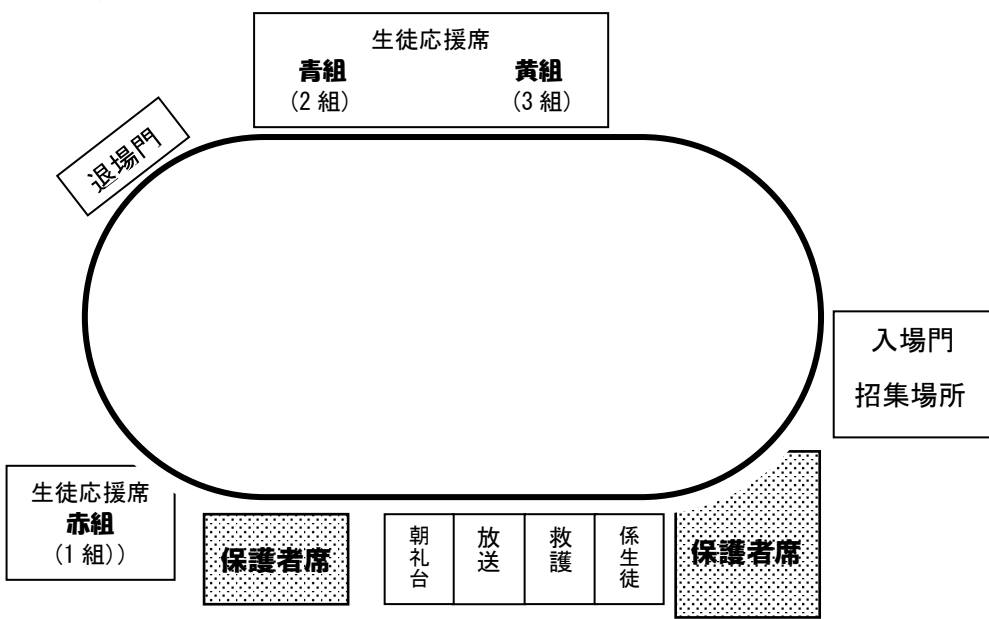 生徒応援席
青組 黄組
(2 組) (3 組)
退場門
入場門
招集場所
生徒応援席
赤組
(1 組))
保護者席
朝礼台
放送
救護
係生徒
保護者席